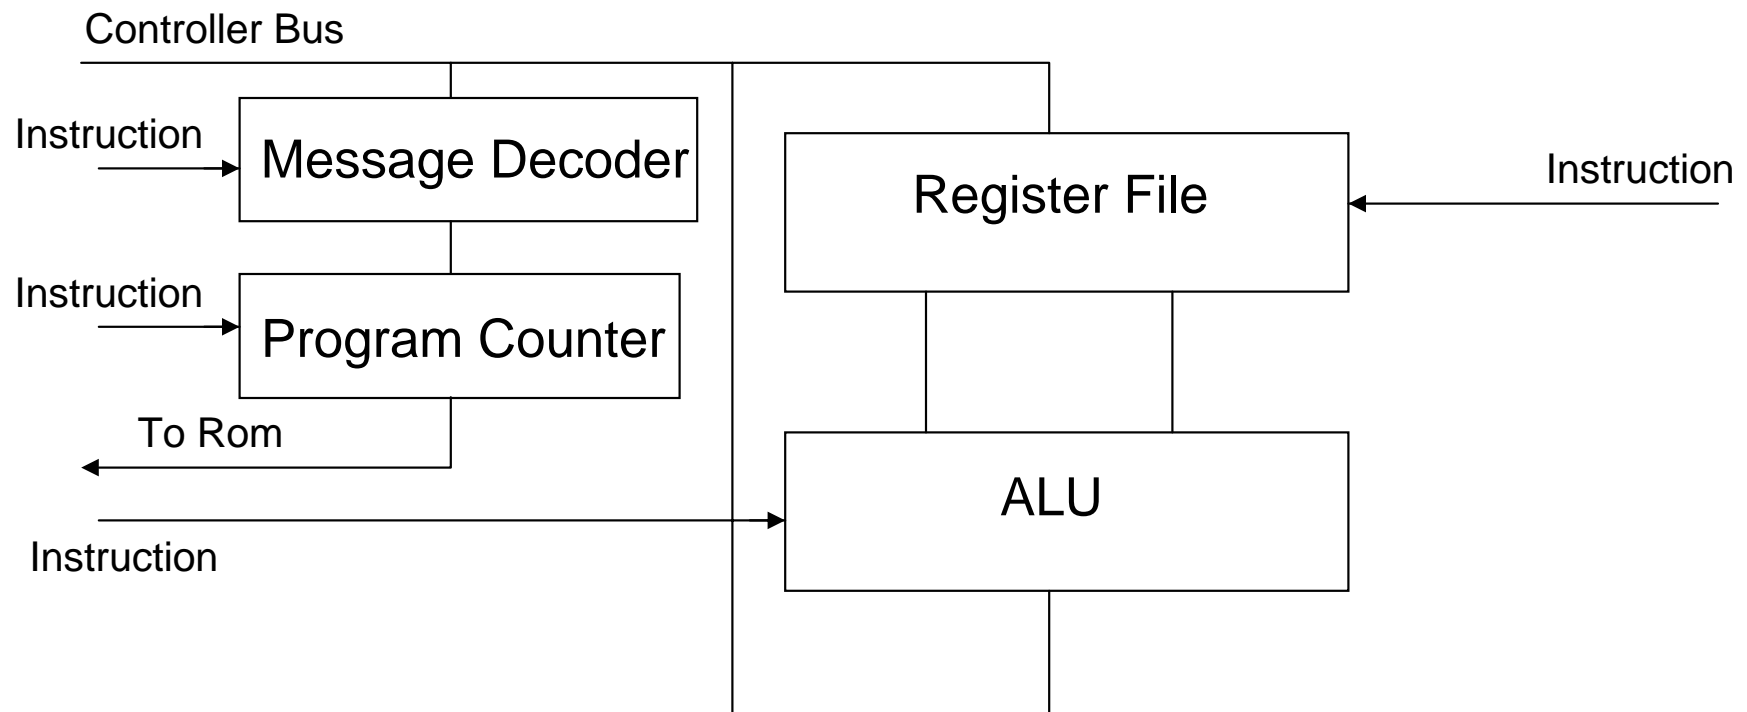 Controller Bus
Instruction
Message Decoder
Register File
Instruction
Instruction
Program Counter
To Rom
ALU
Instruction